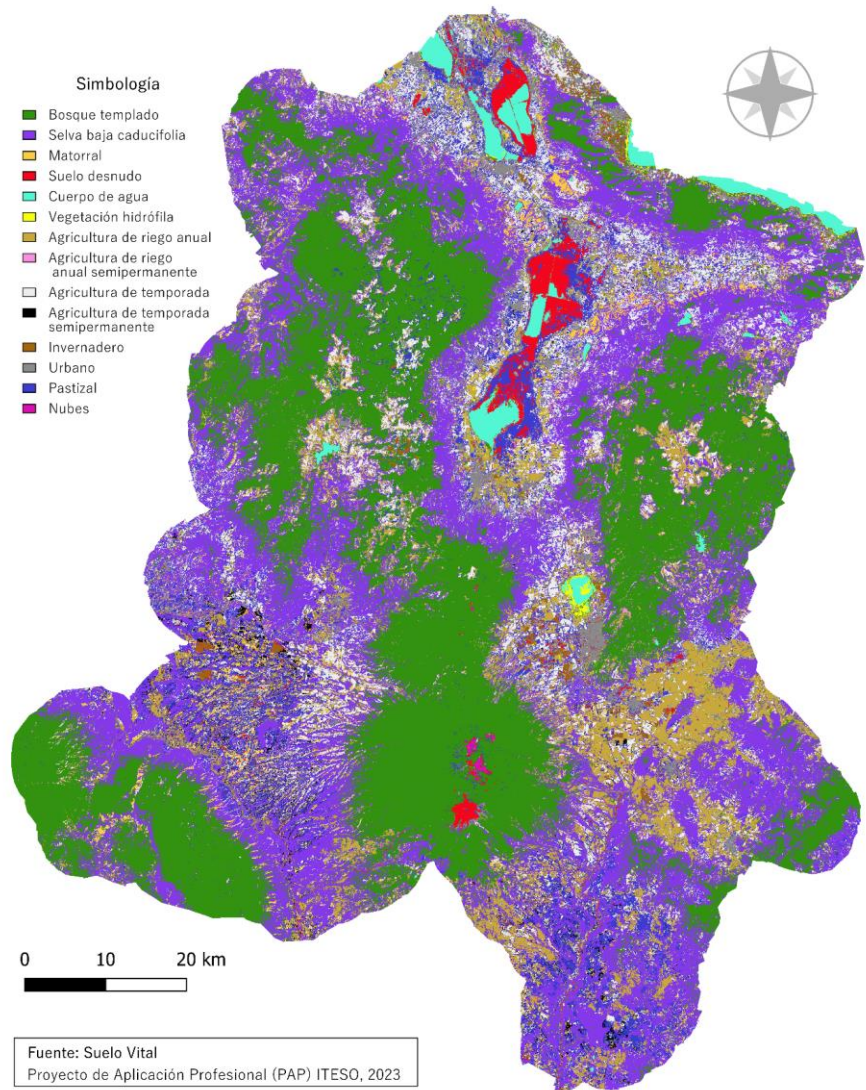 Simbología
Bosque templado
Selva baja caducifolia
Matorral
Suelo desnudo
Cuerpo de agua
Vegetación hidrófila
Agricultura de riego anual
Agricultura de riego
anual semipermanente
Agricultura de temporada
Agricultura de temporada
semipermanente
Invernadero
Urbano
Pastizal
Nubes
0 10 20 km
Fuente: Suelo Vital
Proyecto de Aplicación Profesional (PAP) ITESO, 2023